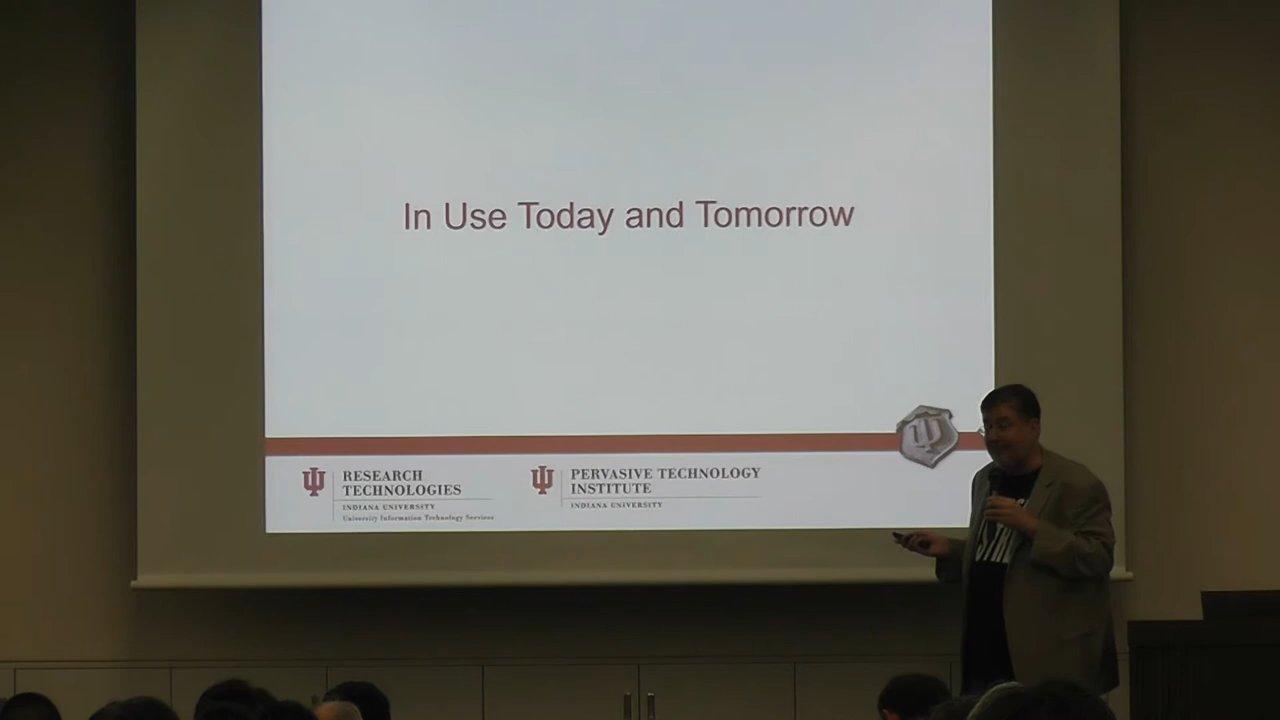 In Use Today and Tomorrow
RESEARCH
TECHNOLOGIES
INDIANA UNIVERSITY
University Information Technology Services
PERVASIVE TECHNOLOGY
INSTITUTE
INDIANA UNIVERSITY